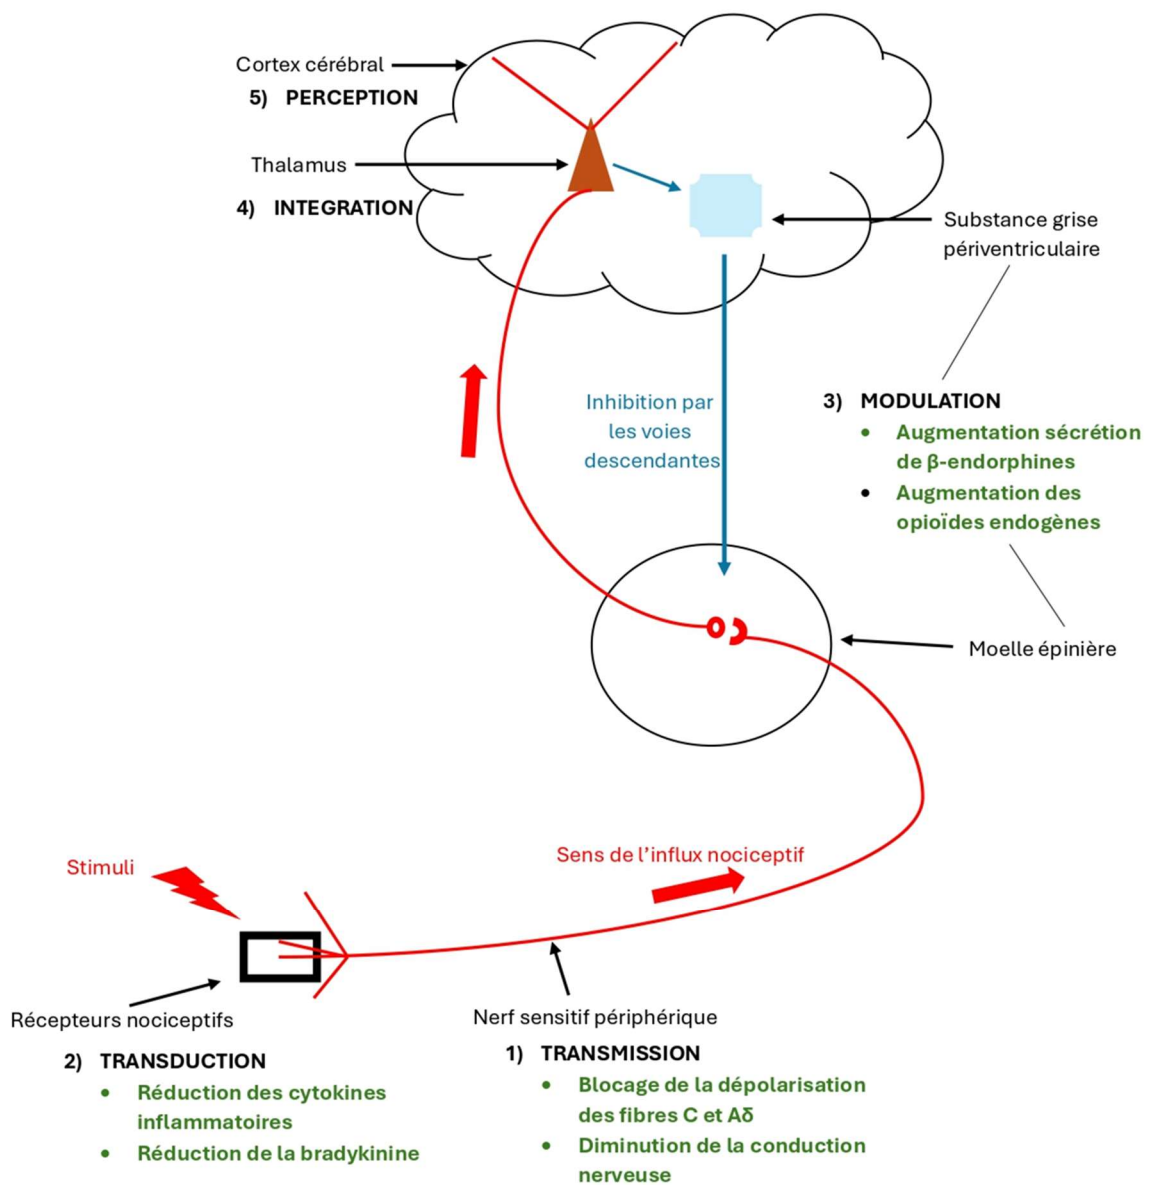 Cortex cérébral
5) PERCEPTION
Thalamus
4) INTEGRATION
Substance grise
périventriculaire
Inhibition par
les voies
descendantes
3) MODULATION
• Augmentation sécrétion
de β-endorphines
• Augmentation des
opioïdes endogènes
Moelle épinière
Stimuli
Sens de l’influx nociceptif
Récepteurs nociceptifs
2) TRANSDUCTION
• Réduction des cytokines
inflammatoires
• Réduction de la bradykinine
Nerf sensitif périphérique
1) TRANSMISSION
• Blocage de la dépolarisation
des fibres C et Aδ
• Diminution de la conduction
nerveuse